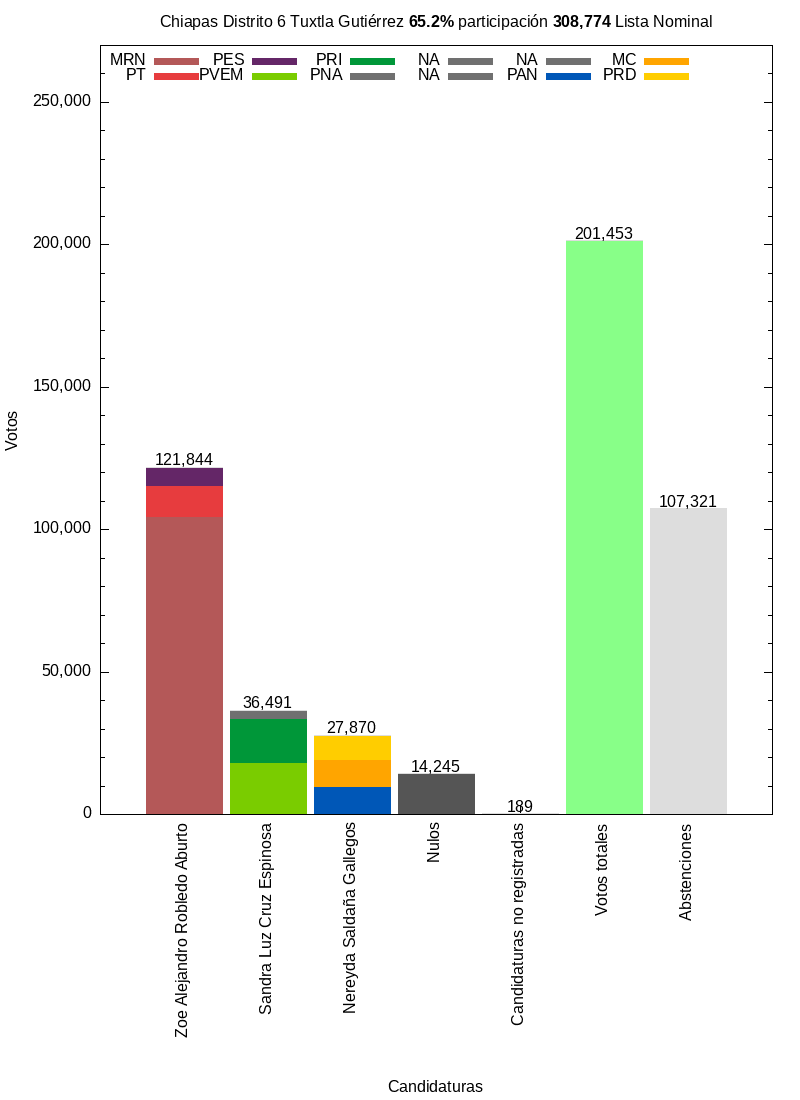 Chiapas Distrito 6 Tuxtla Gutiérrez 65.2% participación 308,774 Lista Nominal
MRN PES PRI NA NA MC
PT PVEM PNA NA PAN PRD
250,000
200,000
150,000
100,000
50,000
0
Votos
121,844
36,491
27,870
14,245
189
201,453
107,321
Zoe Alejandro Robledo Aburto
Sandra Luz Cruz Espinosa
Nereyda Saldaña Gallegos
Nulos
Candidaturas no registradas
Votos totales
Abstenciones
Candidaturas